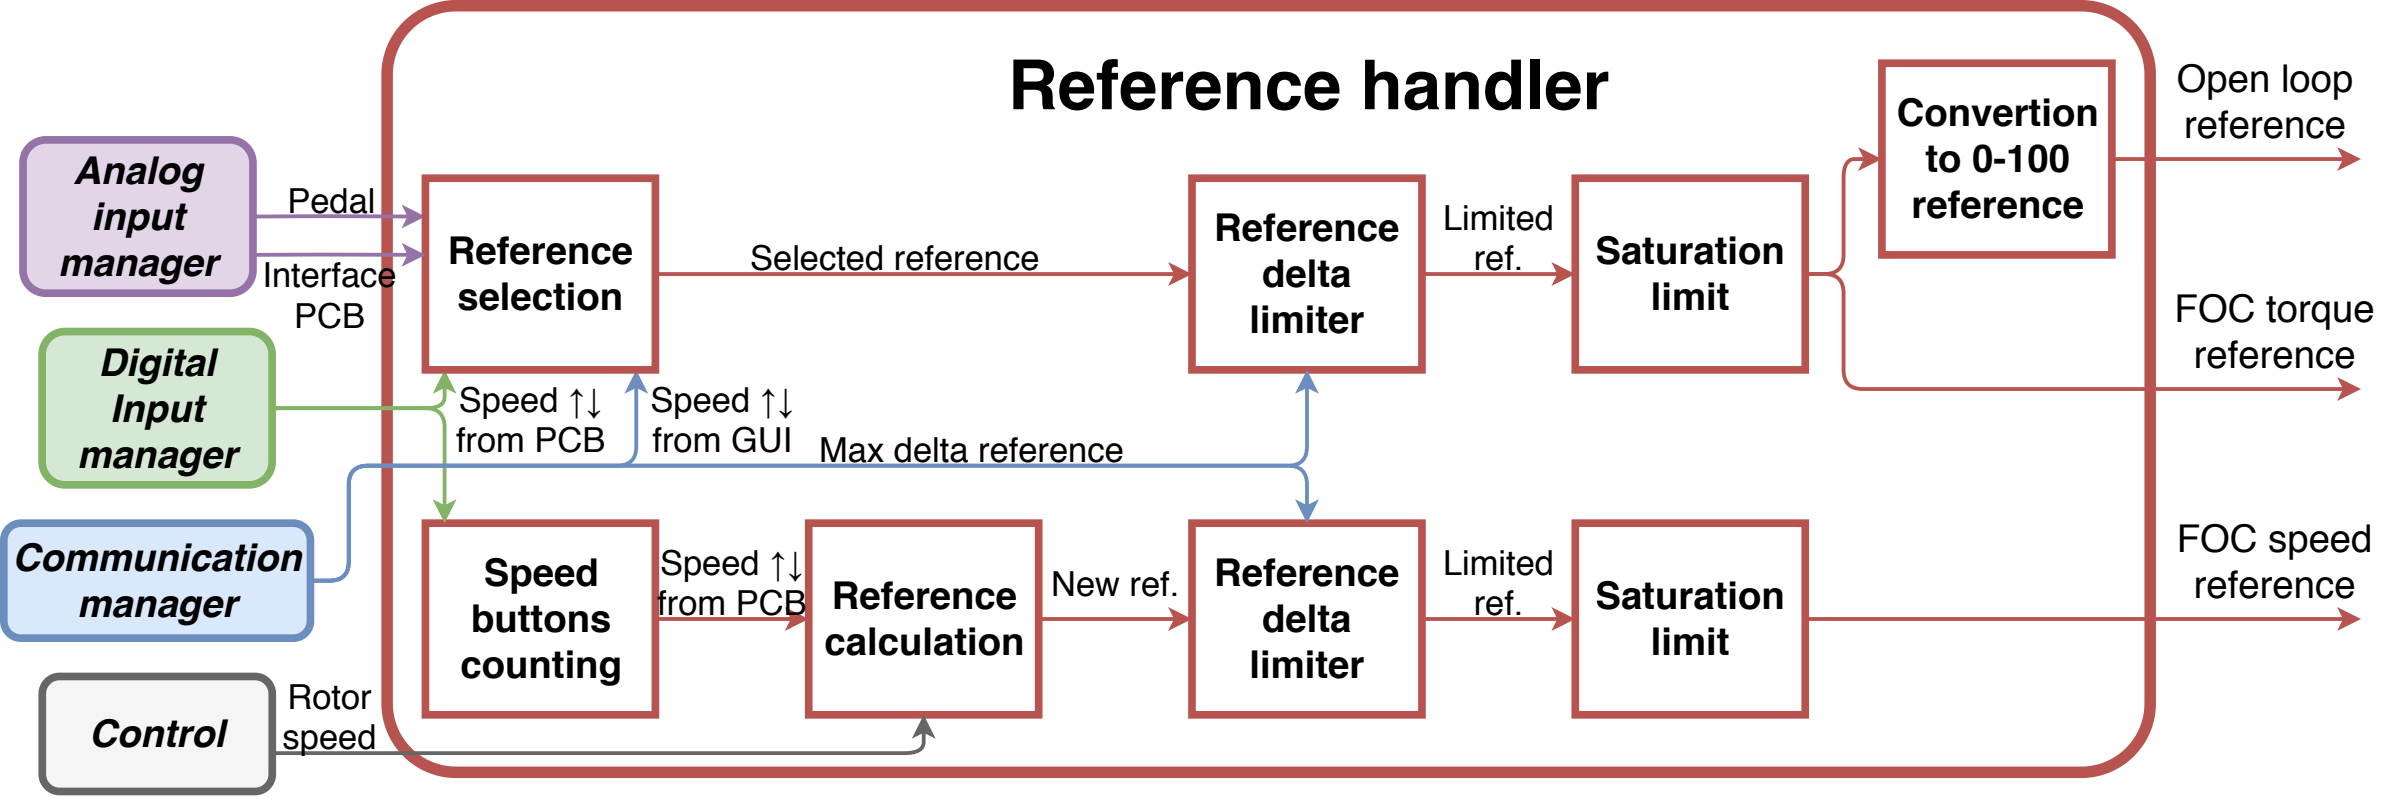 Reference handler
Analog
input
manager
Pedal
Interface
PCB
Reference
selection
Selected reference
Reference
delta
limiter
Limited
ref.
Saturation
limit
Convertion
to 0-100
reference
Open loop
reference
FOC torque
reference
Digital
Input
manager
Speed ↑↓
from PCB
Speed ↑↓
from GUI
Max delta reference
Communication
manager
Speed
buttons
counting
Speed ↑↓
from PCB
Reference
calculation
New ref.
Reference
delta
limiter
Limited
ref.
Saturation
limit
FOC speed
reference
Control
Rotor
speed